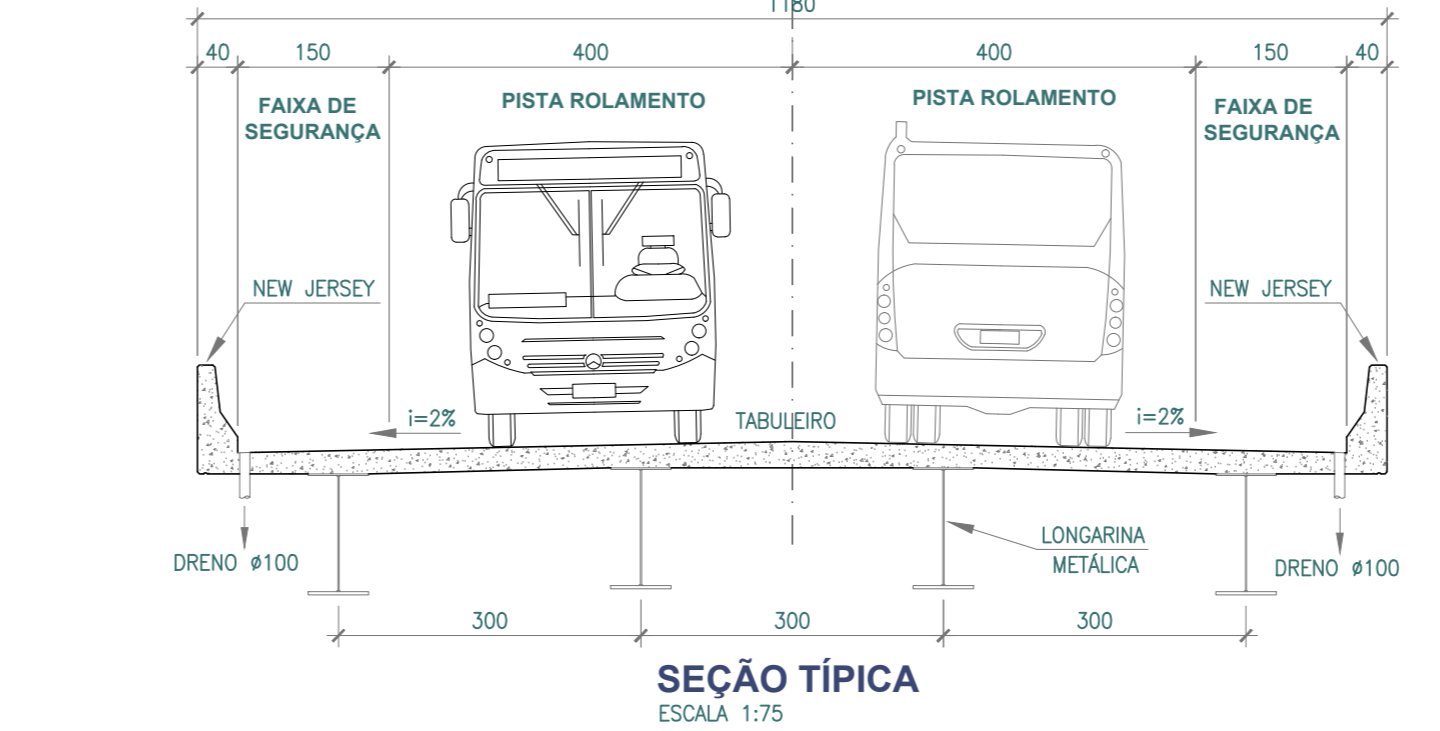 1180
40 150 400 400 150 40
FAIXA DE
SEGURANÇA
PISTA ROLAMENTO
PISTA ROLAMENTO
FAIXA DE
SEGURANÇA
NEW JERSEY
NEW JERSEY
i=2%
TABULEIRO
i=2%
DRENO ø100
LONGARINA
METÁLICA
DRENO ø100
300 300 300
SEÇÃO TÍPICA
ESCALA 1:75